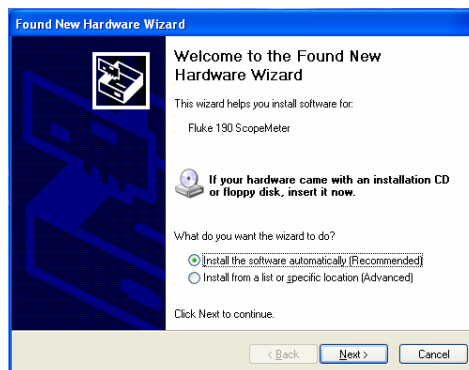 Found New Hardware Wizard
Welcome to the Found New
Hardware Wizard
This wizard helps you install software for:
Fluke 190 ScopeMeter
If your hardware came with an installation CD
or floppy disk, insert it now.
What do you want the wizard to do?
Install the software automatically (Recommended)
Install from a list or specific location (Advanced)
Click Next to continue.
< Back Next > Cancel